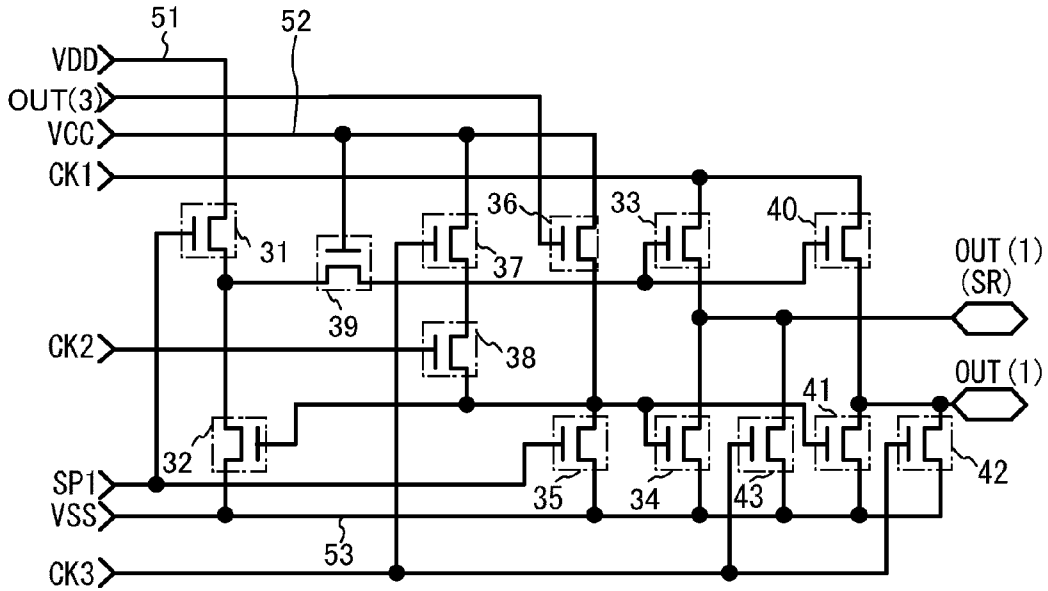 51
52
VDD
OUT(3)
VCC
CK1
31
39
37
36
33
40
OUT(1)
(SR)
CK2
38
OUT(1)
32
41
35
34
43
42
SP1
VSS
53
CK3